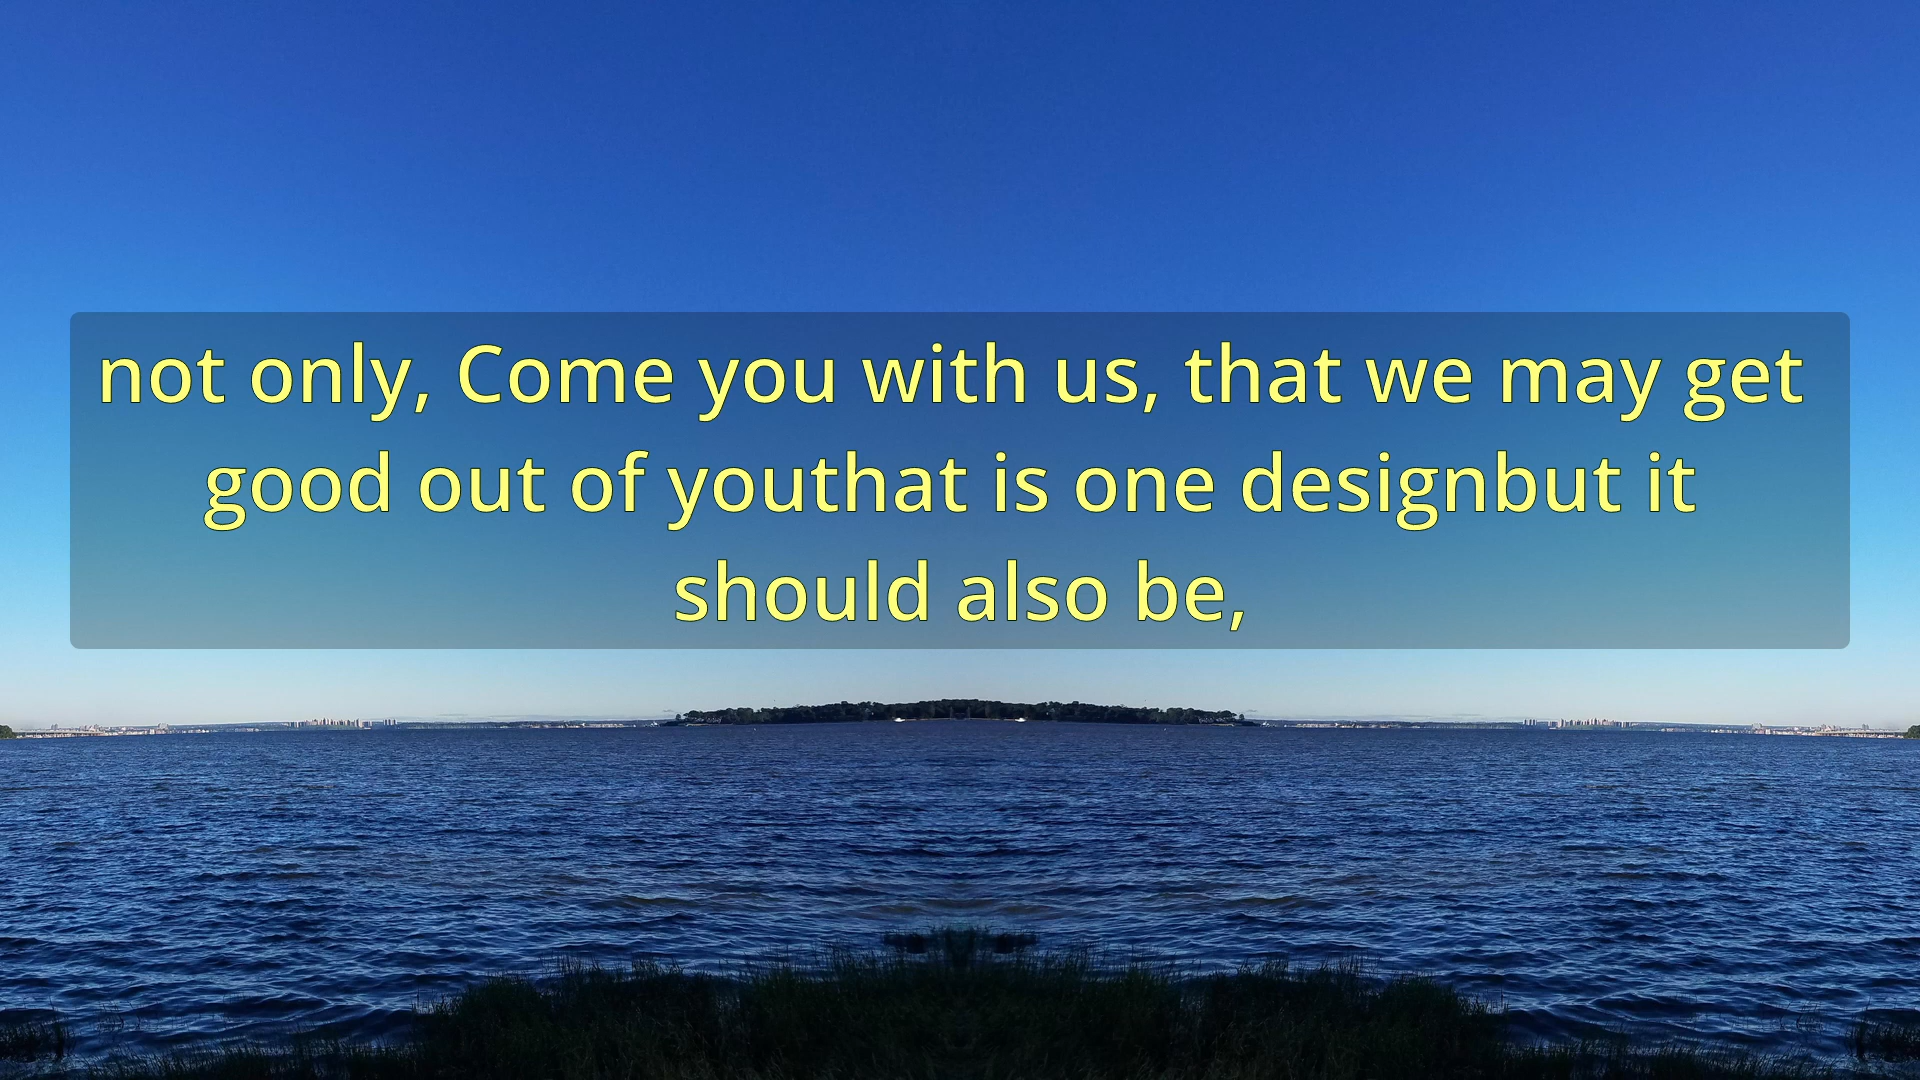 not only, Come you with us, that we may get
good out of youthat is one designbut it
should also be,